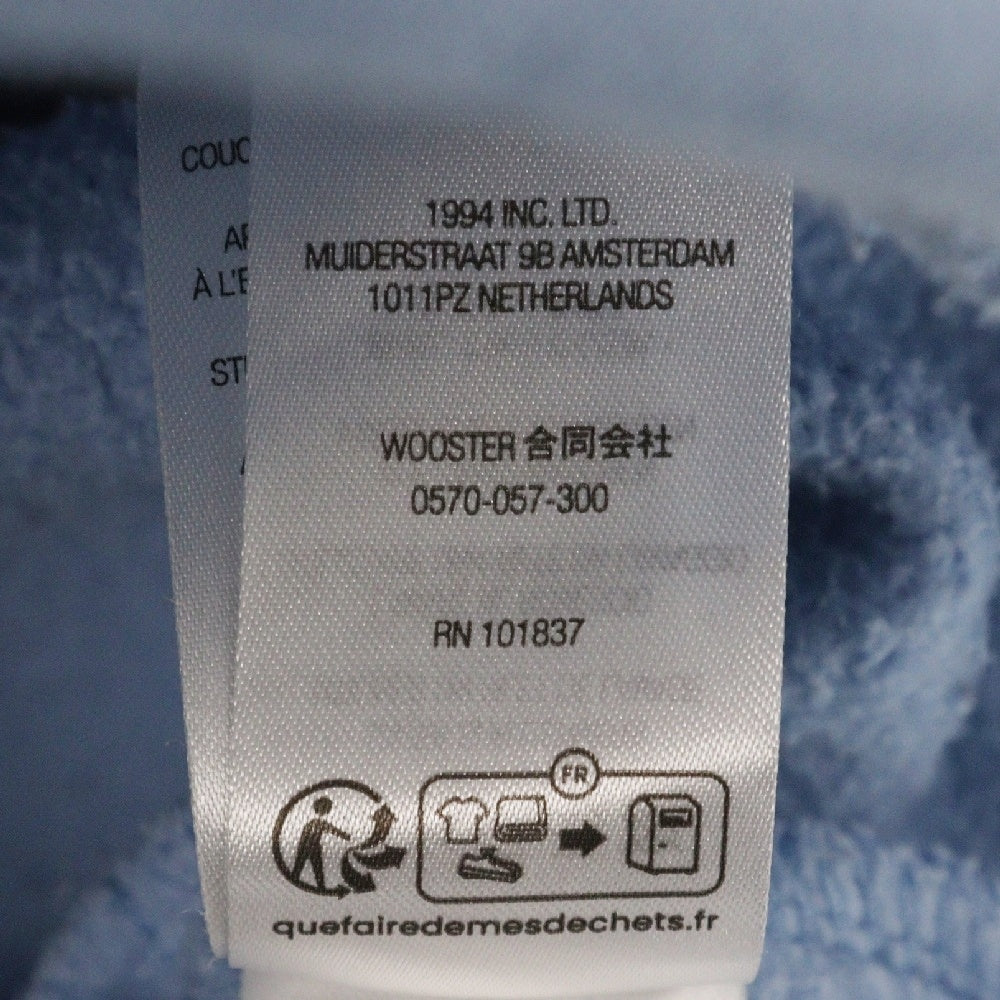 COUC
À L'E
1994 INC. LTD.
MUIDERSTRAAT 9B AMSTERDAM
1011PZ NETHERLANDS
WOOSTER 合同会社
0570-057-300
RN 101837
FR
quefairedemesdechets.fr